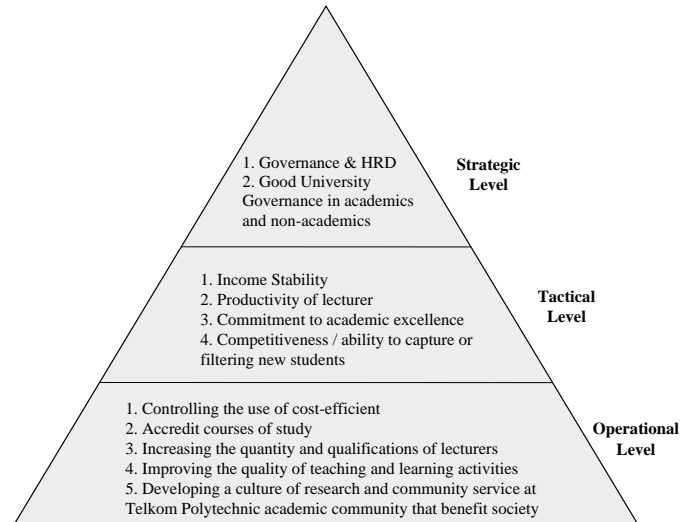 1. Governance & HRD
2. Good University
Governance in academics
and non-academics
Strategic
Level
1. Income Stability
2. Productivity of lecturer
3. Commitment to academic excellence
4. Competitiveness / ability to capture or
filtering new students
Tactical
Level
1. Controlling the use of cost-efficient
2. Accredit courses of study
3. Increasing the quantity and qualifications of lecturers
4. Improving the quality of teaching and learning activities
5. Developing a culture of research and community service at
Telkom Polytechnic academic community that benefit society
Operational
Level